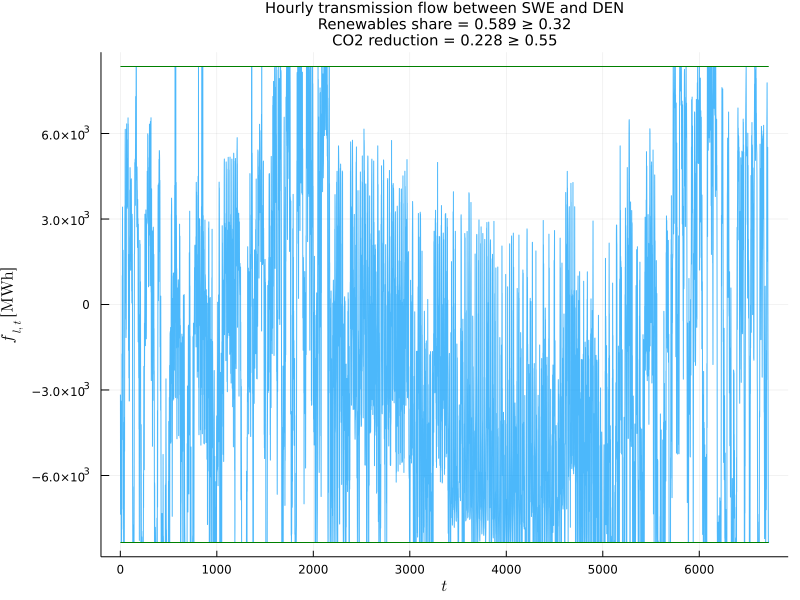 Hourly transmission flow between SWE and DEN
Renewables share = 0.589 ≥ 0.32
CO2 reduction = 0.228 ≥ 0.55
6.0×10³
3.0×10³
0
−3.0×10³
−6.0×10³
f_{l,t} [MWh]
0 1000 2000 3000 4000 5000 6000
t